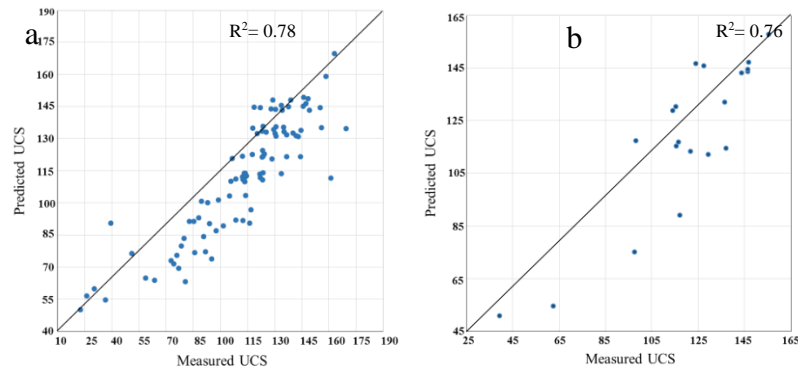 a
R²= 0.78
190
175
160
145
130
115
100
85
70
55
40
10 25 40 55 70 85 100 115 130 145 160 175 190
Predicted UCS
Measured UCS
b
R²= 0.76
165
145
125
105
85
65
45
25 45 65 85 105 125 145 165
Predicted UCS
Measured UCS